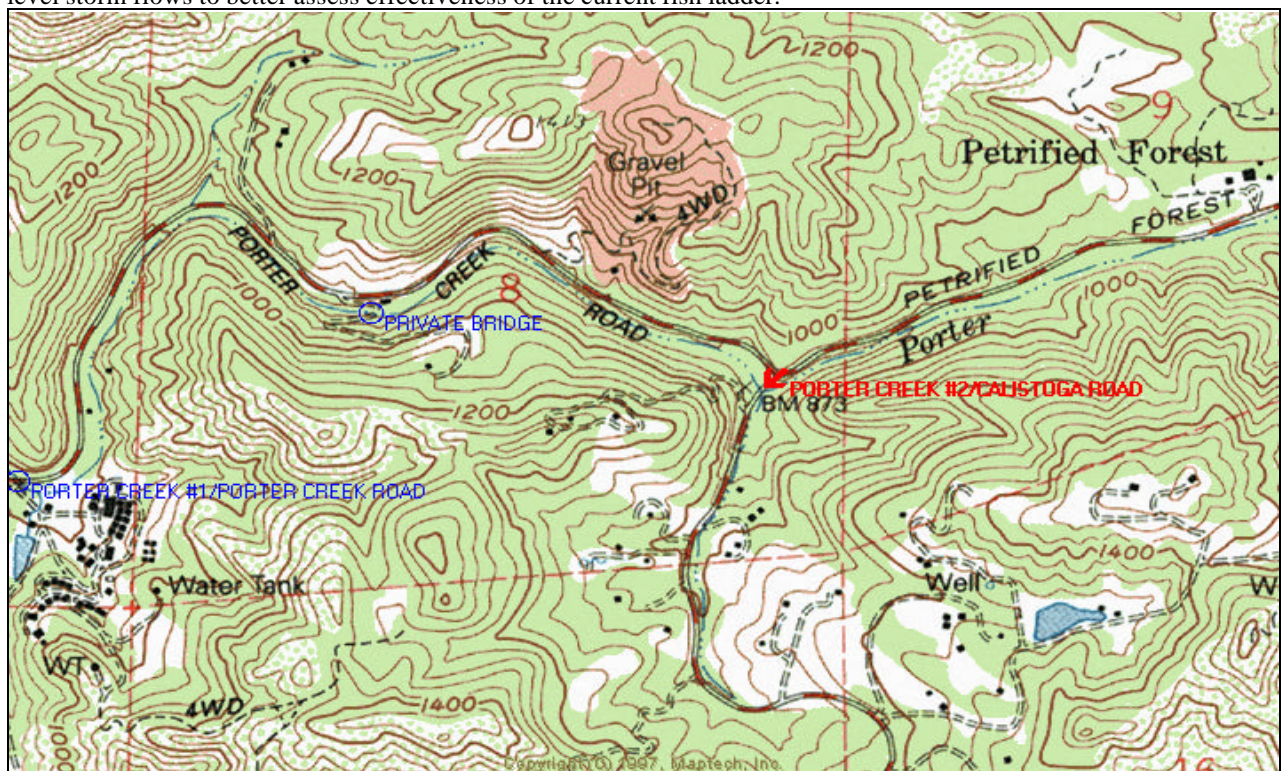 level storm flows to better assess effectiveness of the current fish ladder.
1200
1200
1200
1433
Gravel
Pit
4WD
9
Petrified Forest
PETRIFIED FOREST
PORTER CREEK ROAD
8
1000
PRIVATE BRIDGE
1000
1000
Porter
PORTER CREEK #2/CALISTOGA ROAD
BM 873
1200
PORTER CREEK #1/PORTER CREEK ROAD
1400
Water Tank
Well
W
WT
4WD
1400
1000
Copyright (C) 1997, Maptech, Inc.